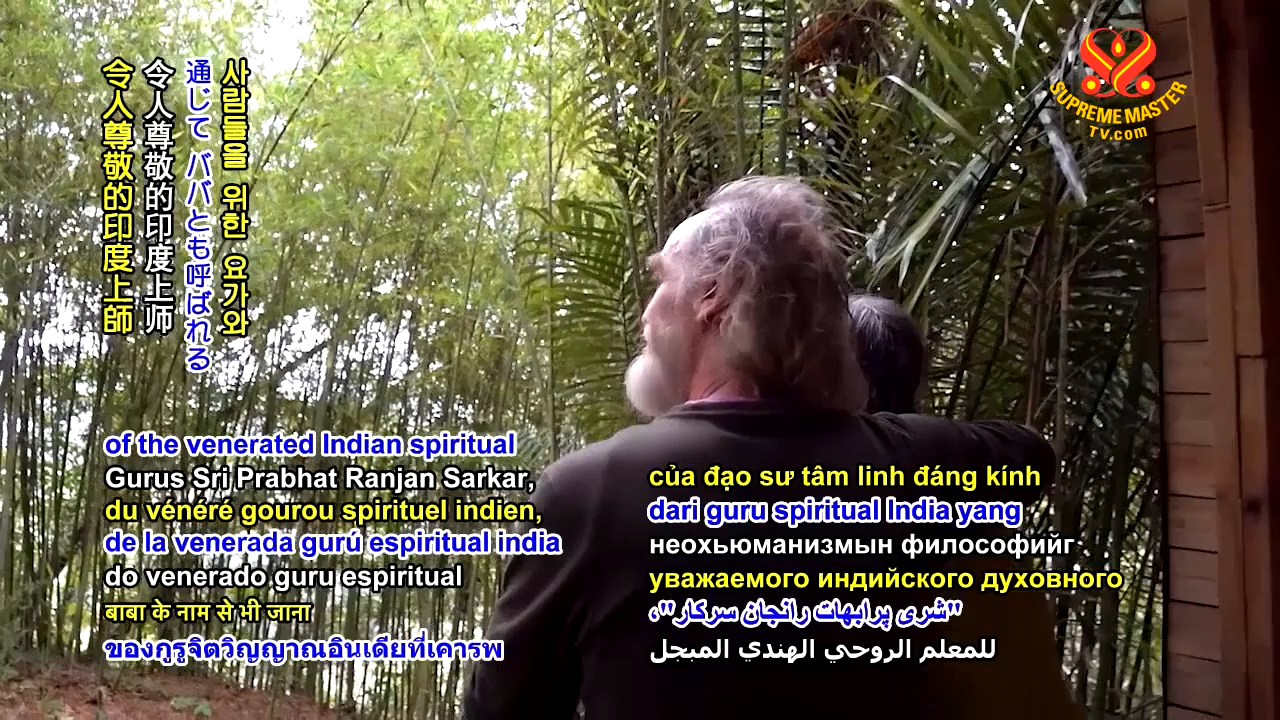 令人尊敬的印度上師
令人尊敬的印度上师
通じて ババとも呼ばれる
사람들을 위한 요가와
SUPREME MASTER
TV.com
of the venerated Indian spiritual
Gurus Sri Prabhat Ranjan Sarkar,
du vénéré gourou spirituel indien,
de la venerada gurú espiritual india
do venerado guru espiritual
बाबा के नाम से भी जाना
ของกูรูจิตวิญญาณอินเดียที่เคารพ
của đạo sư tâm linh đáng kính
dari guru spiritual India yang
неохьюманизмын философийг
уважаемого индийского духовного
"شری پرابھات رانجان سرکار"،
للمعلم الروحي الهندي المبجل